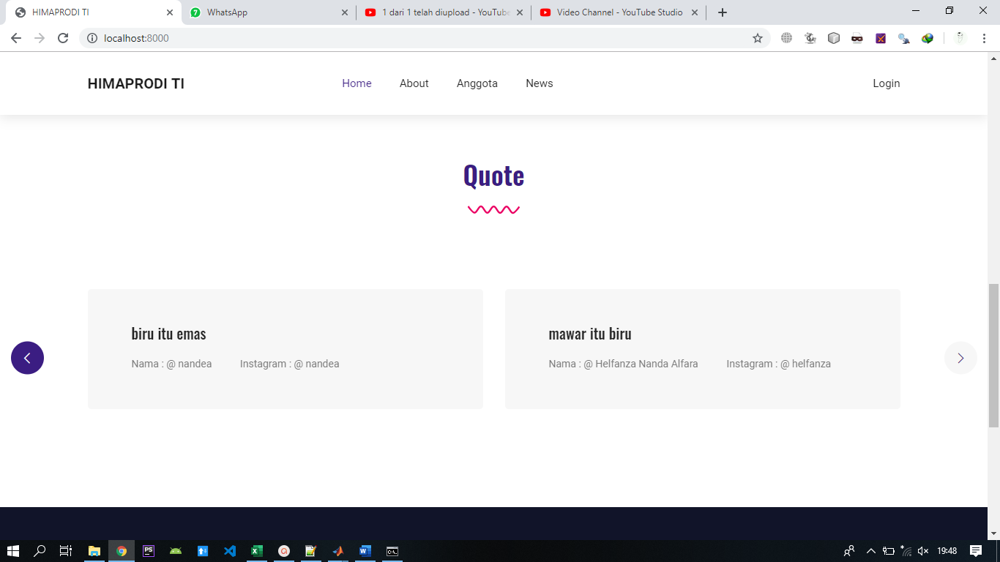 HIMAPRODI TI
WhatsApp
1 dari 1 telah diupload - YouTube
Video Channel - YouTube Studio
localhost:8000
HIMAPRODI TI
Home
About
Anggota
News
Login
Quote
biru itu emas
Nama : @ nandea
Instagram : @ nandea
mawar itu biru
Nama : @ Helfanza Nanda Alfara
Instagram : @ helfanza
19:48